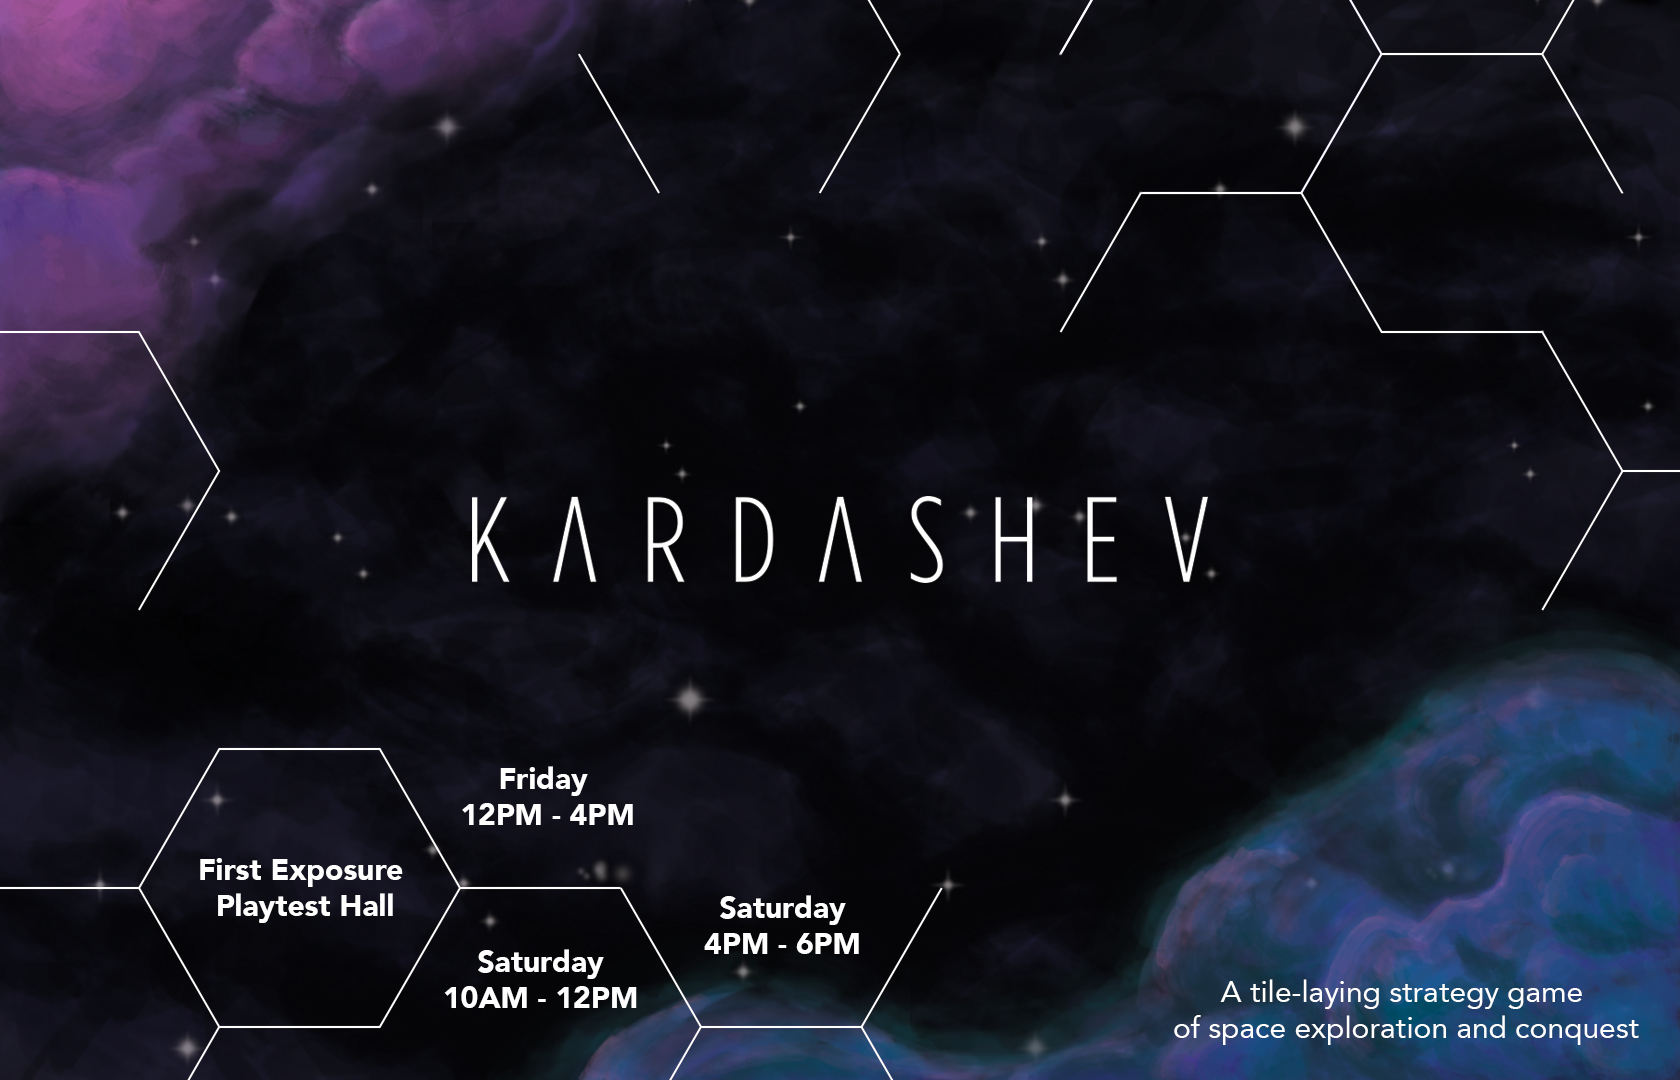 KARDASHEV
First Exposure
Playtest Hall
Friday
12PM - 4PM
Saturday
10AM - 12PM
Saturday
4PM - 6PM
A tile-laying strategy game
of space exploration and conquest